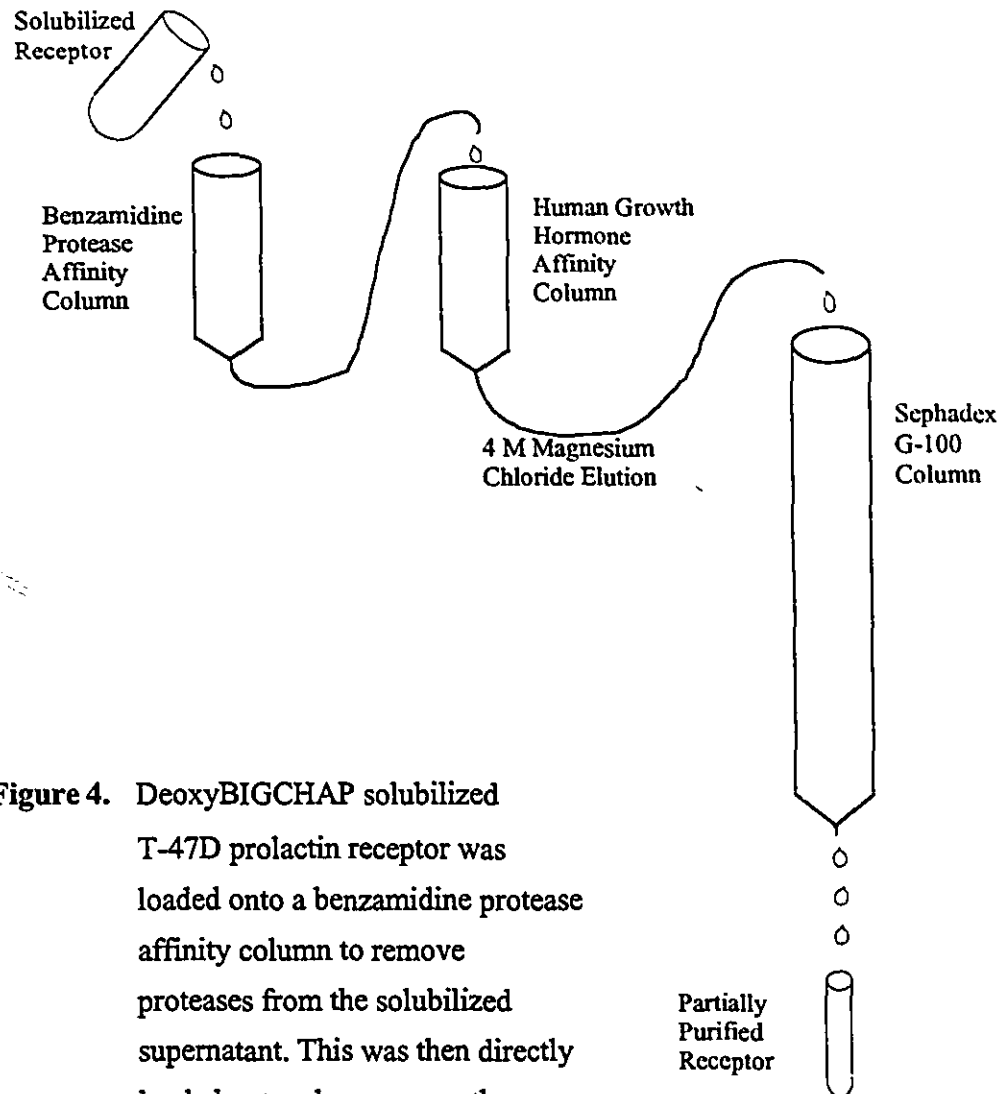 Solubilized
Receptor
Benzamidine
Protease
Affinity
Column
Human Growth
Hormone
Affinity
Column
4 M Magnesium
Chloride Elution
Sephadex
G-100
Column
Figure 4. DeoxyBIGCHAP solubilized
T-47D prolactin receptor was
loaded onto a benzamidine protease
affinity column to remove
proteases from the solubilized
supernatant. This was then directly
Partially
Purified
Receptor